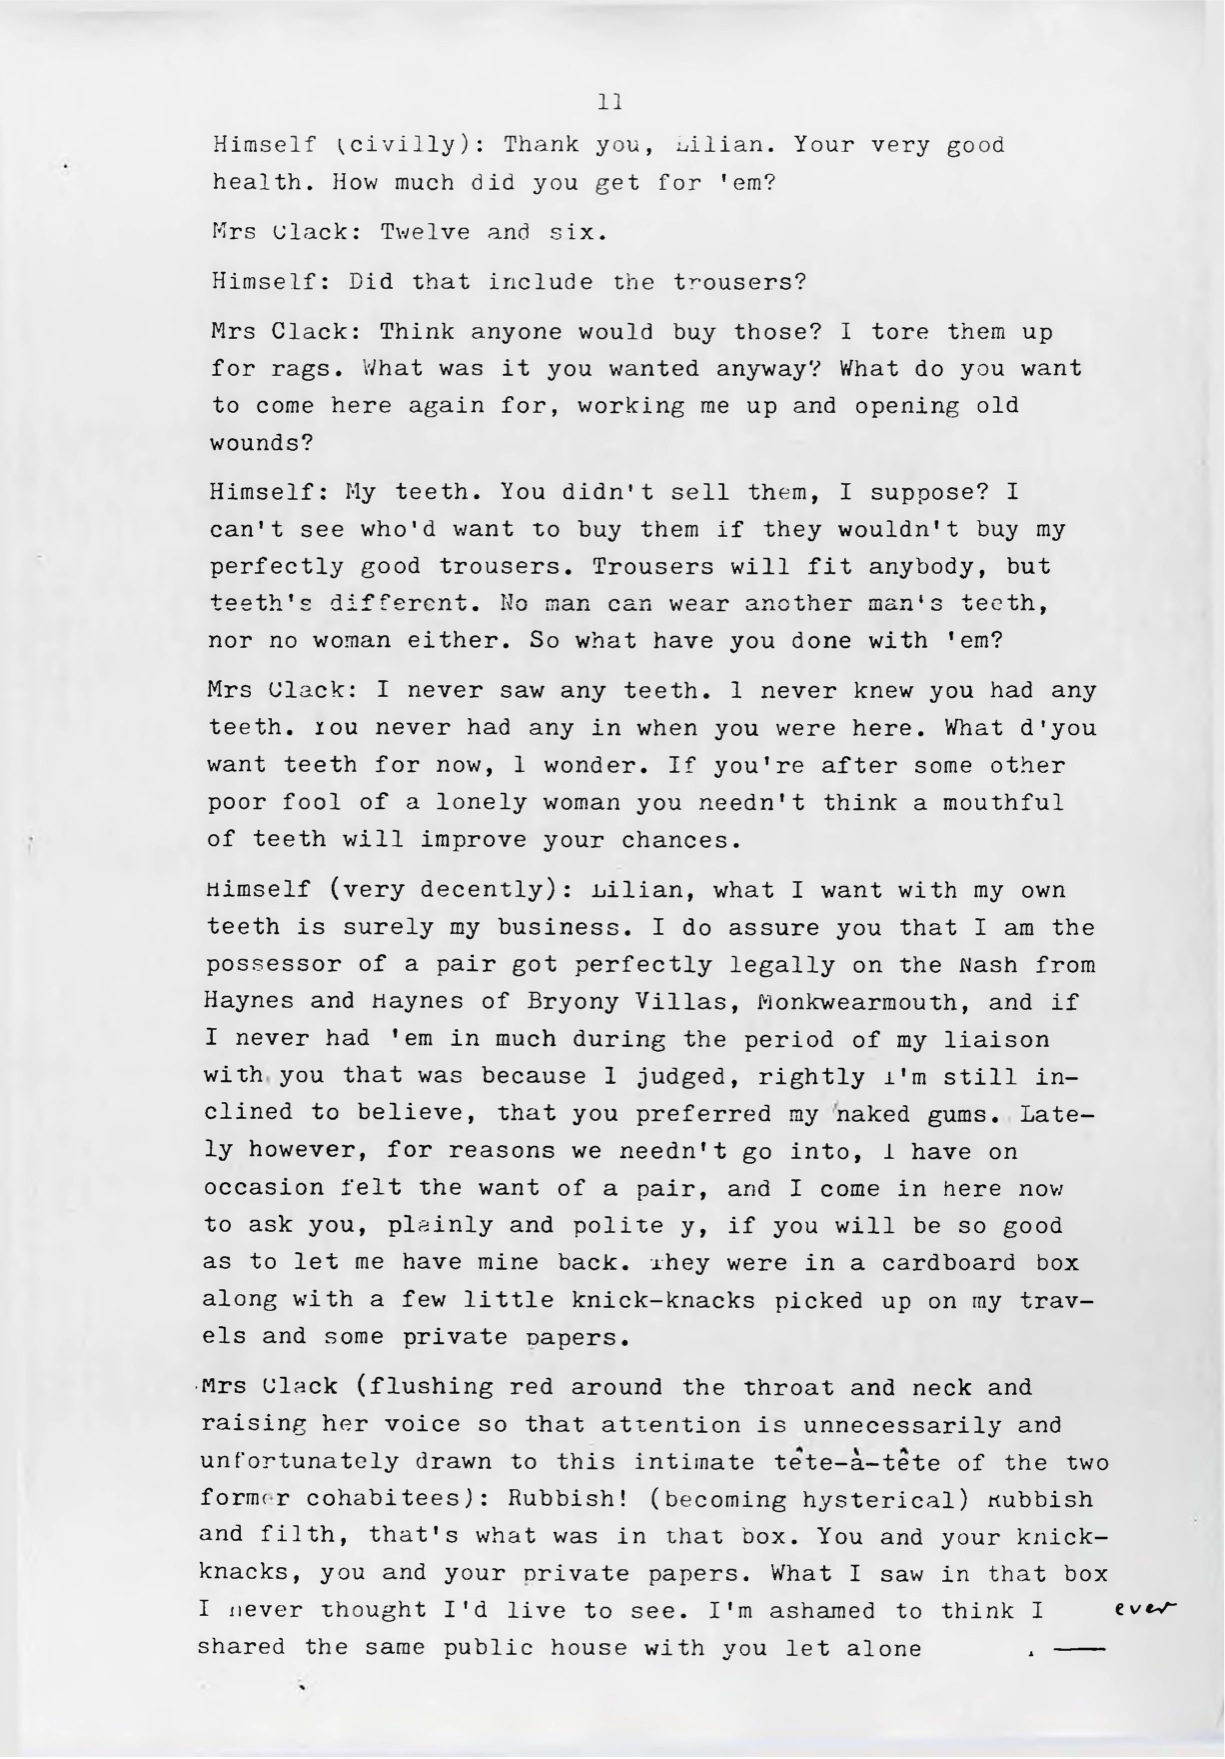 11
Himself (civilly): Thank you, Lilian. Your very good
health. How much did you get for 'em?
Mrs Clack: Twelve and six.
Himself: Did that include the trousers?
Mrs Clack: Think anyone would buy those? I tore them up
for rags. What was it you wanted anyway? What do you want
to come here again for, working me up and opening old
wounds?
Himself: My teeth. You didn't sell them, I suppose? I
can't see who'd want to buy them if they wouldn't buy my
perfectly good trousers. Trousers will fit anybody, but
teeth's different. No man can wear another man's teeth,
nor no woman either. So what have you done with 'em?
Mrs Clack: I never saw any teeth. I never knew you had any
teeth. You never had any in when you were here. What d'you
want teeth for now, I wonder. If you're after some other
poor fool of a lonely woman you needn't think a mouthful
of teeth will improve your chances.
Himself (very decently): Lilian, what I want with my own
teeth is surely my business. I do assure you that I am the
possessor of a pair got perfectly legally on the Nash from
Haynes and Haynes of Bryony Villas, Monkwearmouth, and if
I never had 'em in much during the period of my liaison
with you that was because I judged, rightly I'm still in-
clined to believe, that you preferred my naked gums. Late-
ly however, for reasons we needn't go into, I have on
occasion felt the want of a pair, and I come in here now
to ask you, plainly and polite y, if you will be so good
as to let me have mine back. They were in a cardboard box
along with a few little knick-knacks picked up on my trav-
els and some private papers.
Mrs Clack (flushing red around the throat and neck and
raising her voice so that attention is unnecessarily and
unfortunately drawn to this intimate tête-à-tête of the two
former cohabitees): Rubbish! (becoming hysterical) Rubbish
and filth, that's what was in that box. You and your knick-
knacks, you and your private papers. What I saw in that box
I never thought I'd live to see. I'm ashamed to think I ever
shared the same public house with you let alone . —